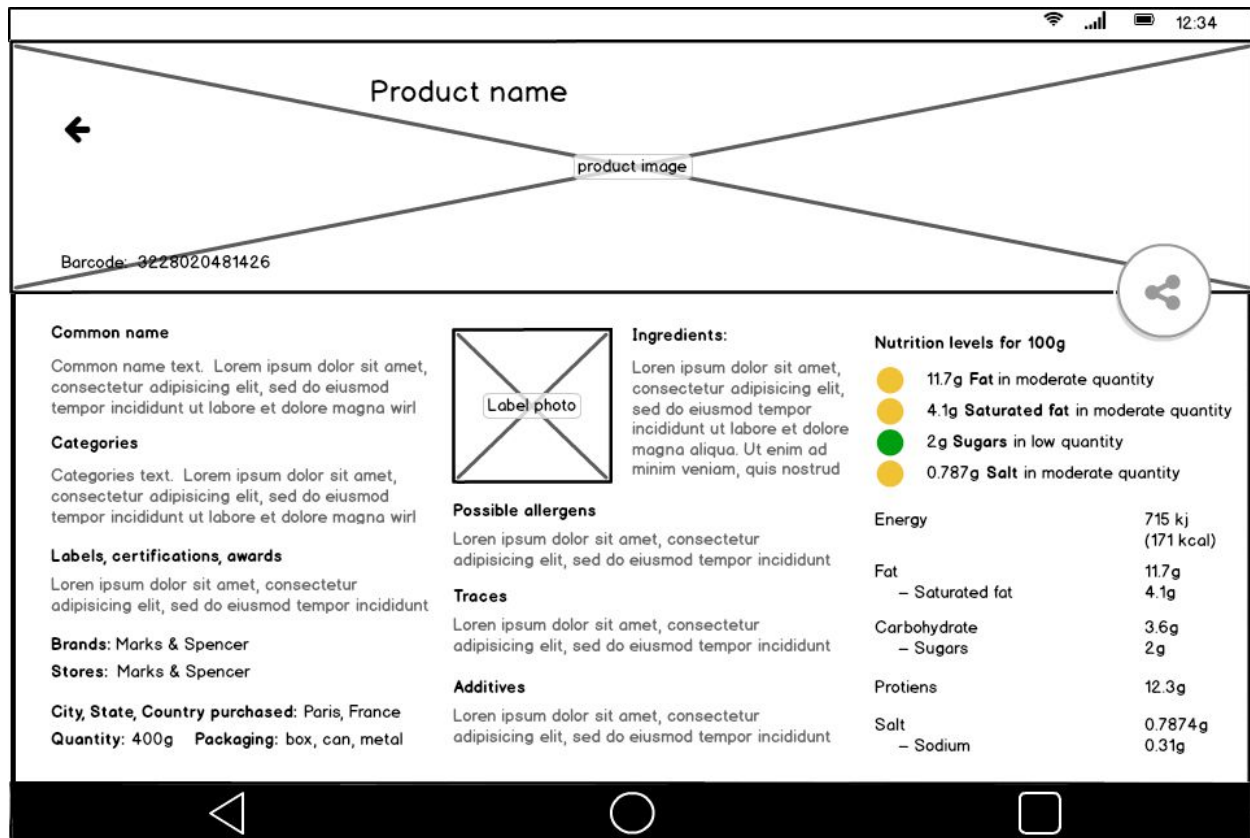 12:34
Product name
product image
Barcode: 3228020481426
Common name
Common name text. Lorem ipsum dolor sit amet,
consectetur adipisicing elit, sed do eiusmod
tempor incididunt ut labore et dolore magna wirl
Categories
Categories text. Lorem ipsum dolor sit amet,
consectetur adipisicing elit, sed do eiusmod
tempor incididunt ut labore et dolore magna wirl
Labels, certifications, awards
Loren ipsum dolor sit amet, consectetur
adipisicing elit, sed do eiusmod tempor incididunt
Brands: Marks & Spencer
Stores: Marks & Spencer
City, State, Country purchased: Paris, France
Quantity: 400g Packaging: box, can, metal
Label photo
Ingredients:
Loren ipsum dolor sit amet,
consectetur adipisicing elit,
sed do eiusmod tempor
incididunt ut labore et dolore
magna aliqua. Ut enim ad
minim veniam, quis nostrud
Possible allergens
Loren ipsum dolor sit amet, consectetur
adipisicing elit, sed do eiusmod tempor incididunt
Traces
Loren ipsum dolor sit amet, consectetur
adipisicing elit, sed do eiusmod tempor incididunt
Additives
Loren ipsum dolor sit amet, consectetur
adipisicing elit, sed do eiusmod tempor incididunt
Nutrition levels for 100g
11.7g Fat in moderate quantity
4.1g Saturated fat in moderate quantity
2g Sugars in low quantity
0.787g Salt in moderate quantity
Energy 715 kj
(171 kcal)
Fat 11.7g
– Saturated fat 4.1g
Carbohydrate 3.6g
– Sugars 2g
Protiens 12.3g
Salt 0.7874g
– Sodium 0.31g